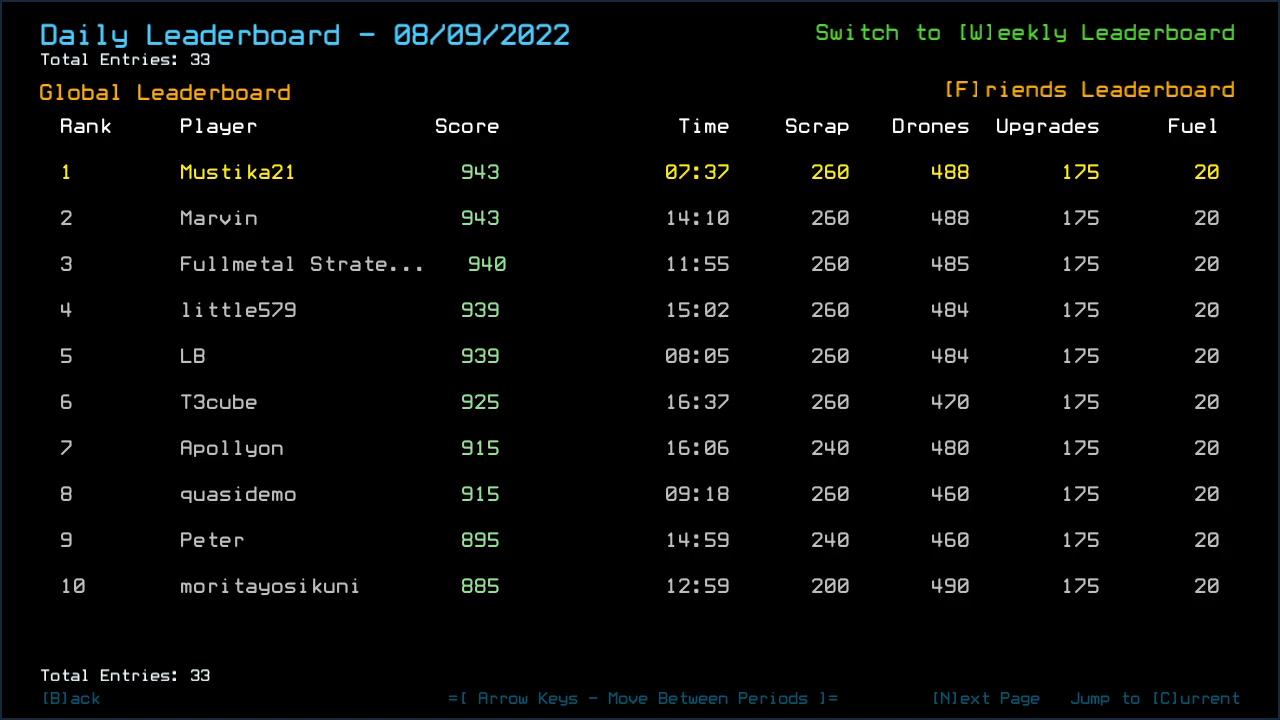 Daily Leaderboard - 08/09/2022 Switch to [W]eekly Leaderboard
Total Entries: 33
Global Leaderboard [F]riends Leaderboard
Rank Player Score Time Scrap Drones Upgrades Fuel
1 Mustika21 943 07:37 260 488 175 20
2 Marvin 943 14:10 260 488 175 20
3 Fullmetal Strate... 940 11:55 260 485 175 20
4 little579 939 15:02 260 484 175 20
5 LB 939 08:05 260 484 175 20
6 T3cube 925 16:37 260 470 175 20
7 Apollyon 915 16:06 240 480 175 20
8 quasidemo 915 09:18 260 460 175 20
9 Peter 895 14:59 240 460 175 20
10 moritayosikuni 885 12:59 200 490 175 20
Total Entries: 33
[B]ack =[ Arrow Keys - Move Between Periods ]= [N]ext Page Jump to [C]urrent